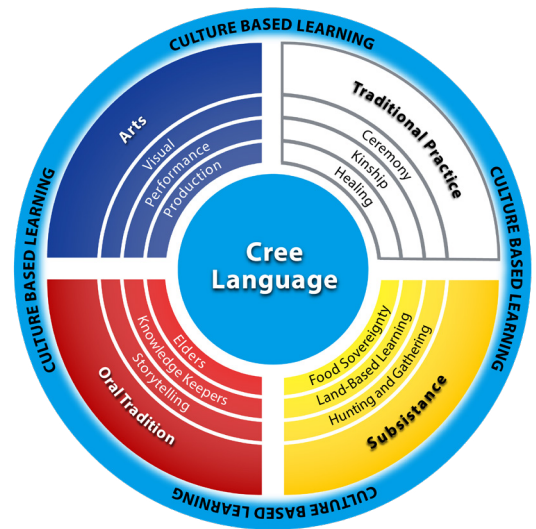 CULTURE BASED LEARNING
Arts
Visual
Performance
Production
Traditional Practice
Ceremony
Kinship
Healing
CULTURE BASED LEARNING
CULTURE BASED LEARNING
Cree
Language
Oral Tradition
Storytelling
Knowledge Keepers
Elders
Food Sovereignty
Land-Based Learning
Hunting and Gathering
Subsistance
CULTURE BASED LEARNING